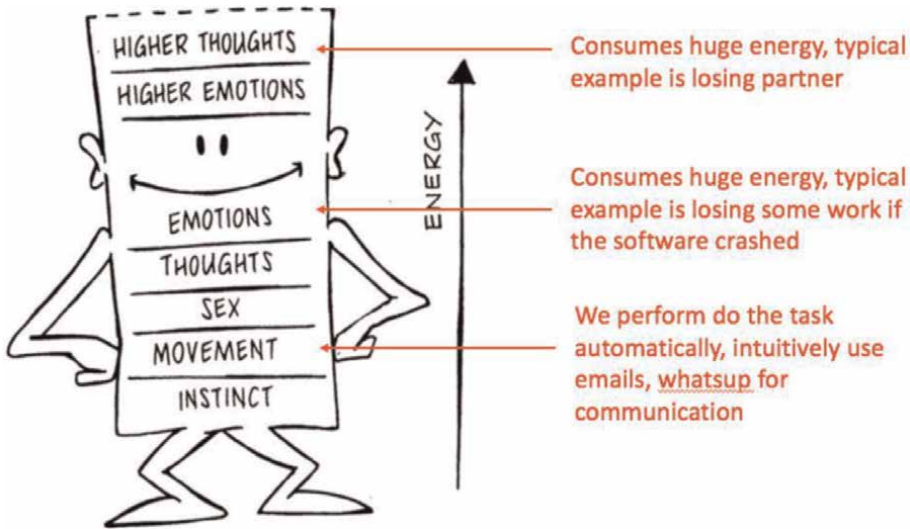 HIGHER THOUGHTS
HIGHER EMOTIONS
EMOTIONS
THOUGHTS
SEX
MOVEMENT
INSTINCT
ENERGY
Consumes huge energy, typical
example is losing partner
Consumes huge energy, typical
example is losing some work if
the software crashed
We perform do the task
automatically, intuitively use
emails, whatsup for
communication